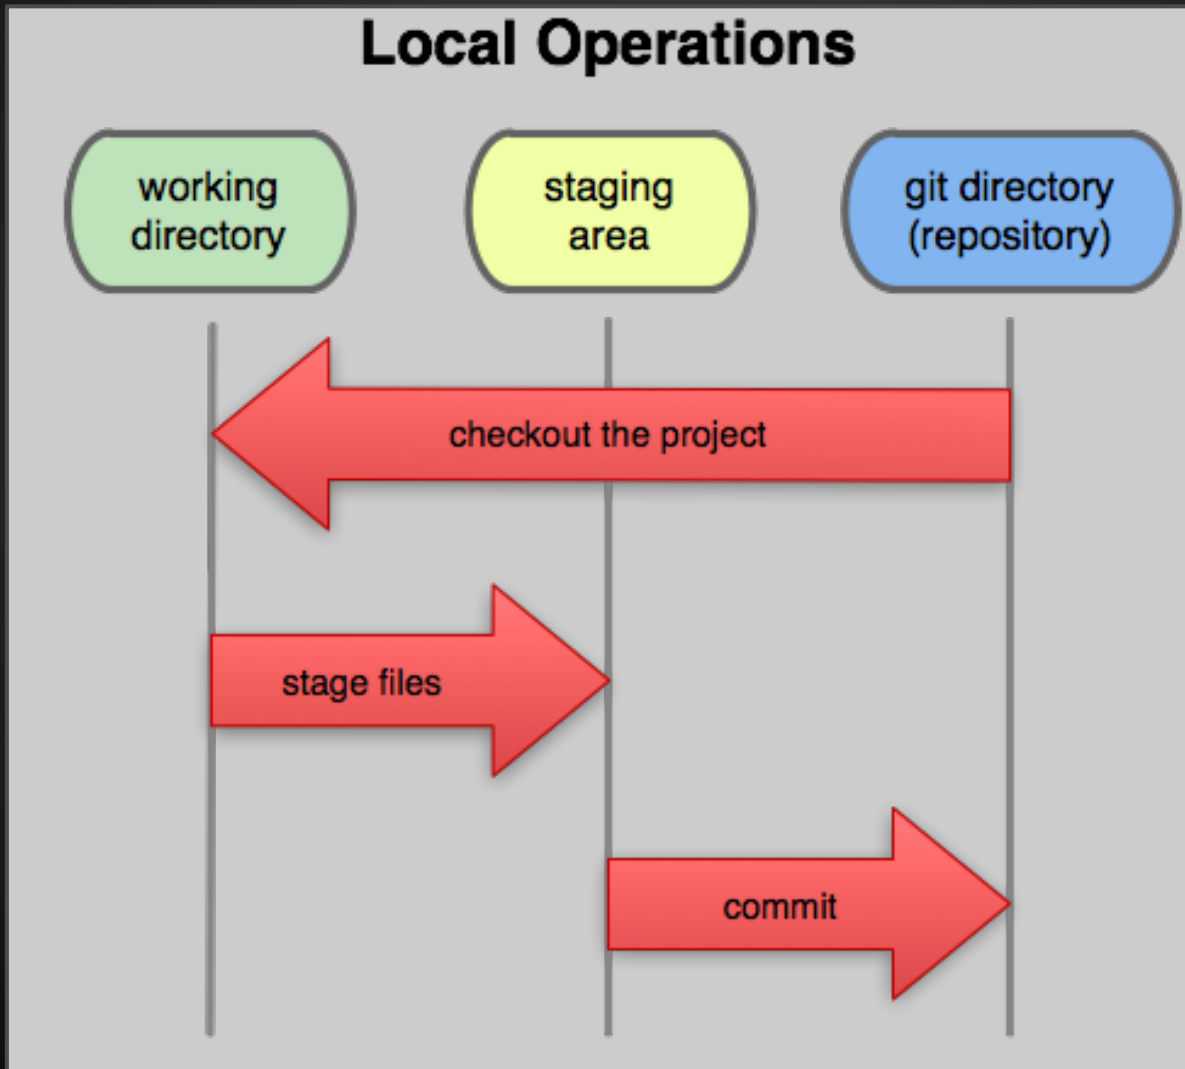 Local Operations
working
directory
staging
area
git directory
(repository)
checkout the project
stage files
commit